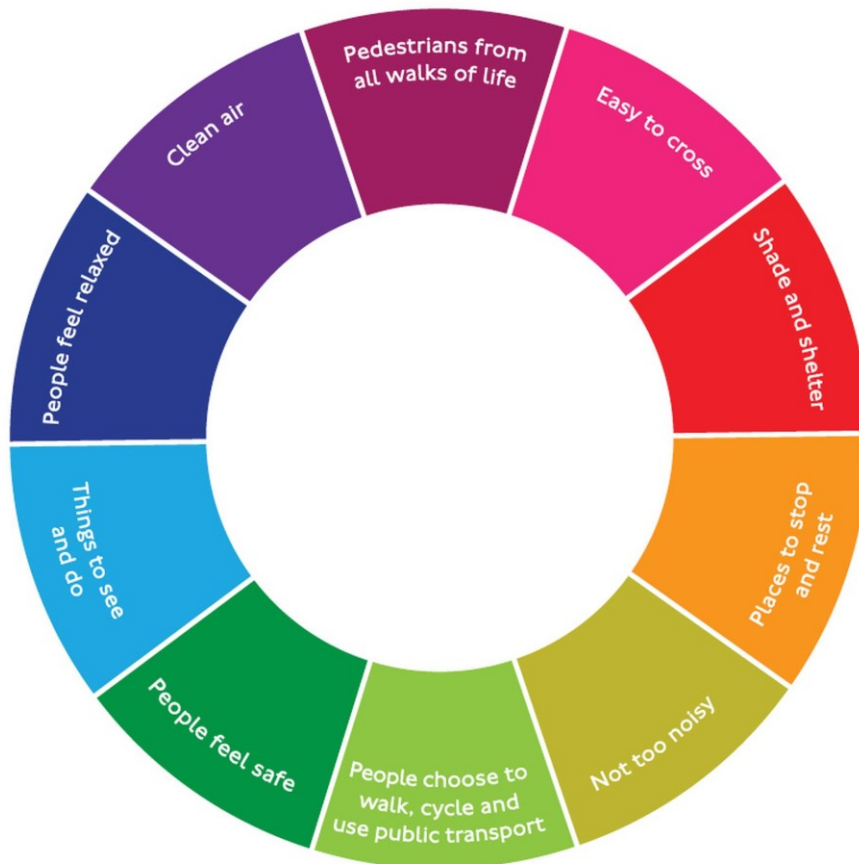 Pedestrians from
all walks of life
Easy to cross
Shade and shelter
Places to stop
and rest
Not too noisy
People choose to
walk, cycle and
use public transport
People feel safe
Things to see
and do
People feel relaxed
Clean air